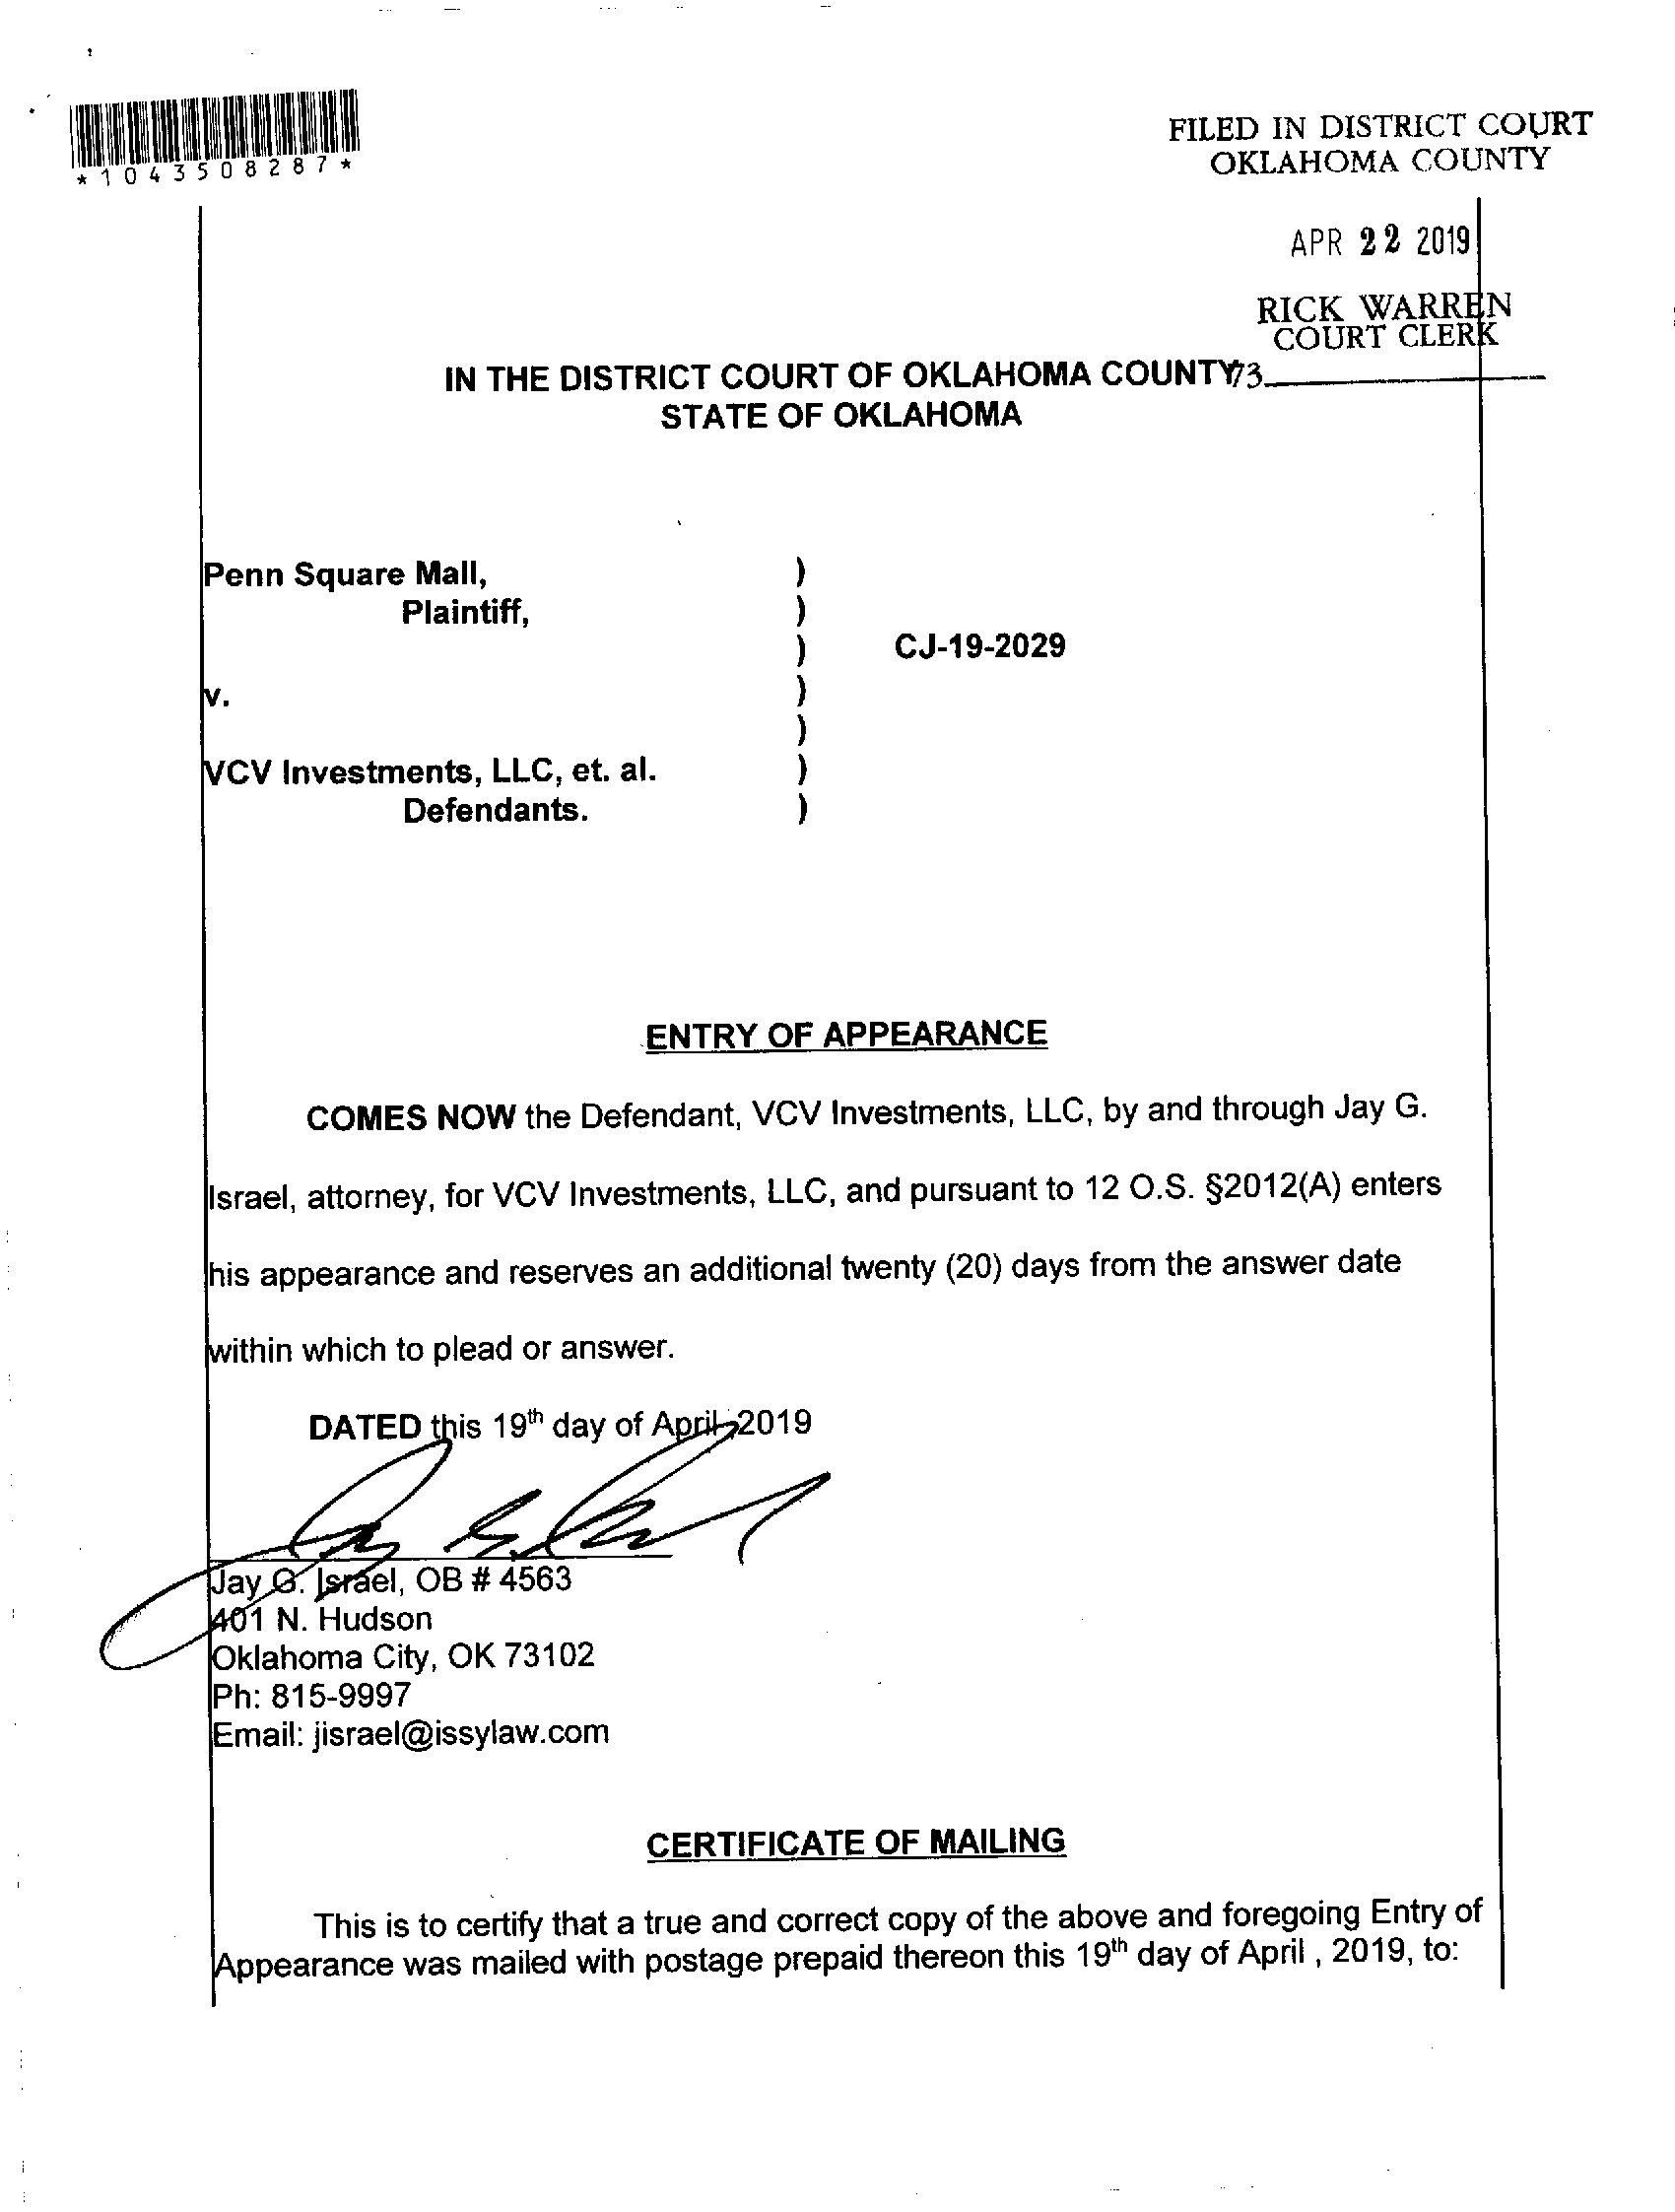 *1043508287*
FILED IN DISTRICT COURT
OKLAHOMA COUNTY
APR 22 2019
RICK WARREN
COURT CLERK
73
IN THE DISTRICT COURT OF OKLAHOMA COUNTY
STATE OF OKLAHOMA
Penn Square Mall, )
Plaintiff, )
) CJ-19-2029
v. )
)
VCV Investments, LLC, et. al. )
Defendants. )
ENTRY OF APPEARANCE
COMES NOW the Defendant, VCV Investments, LLC, by and through Jay G.
Israel, attorney, for VCV Investments, LLC, and pursuant to 12 O.S. §2012(A) enters
his appearance and reserves an additional twenty (20) days from the answer date
within which to plead or answer.
DATED this 19th day of April, 2019
Jay G. Israel, OB # 4563
401 N. Hudson
Oklahoma City, OK 73102
Ph: 815-9997
Email: jisrael@issylaw.com
CERTIFICATE OF MAILING
This is to certify that a true and correct copy of the above and foregoing Entry of
Appearance was mailed with postage prepaid thereon this 19th day of April , 2019, to: